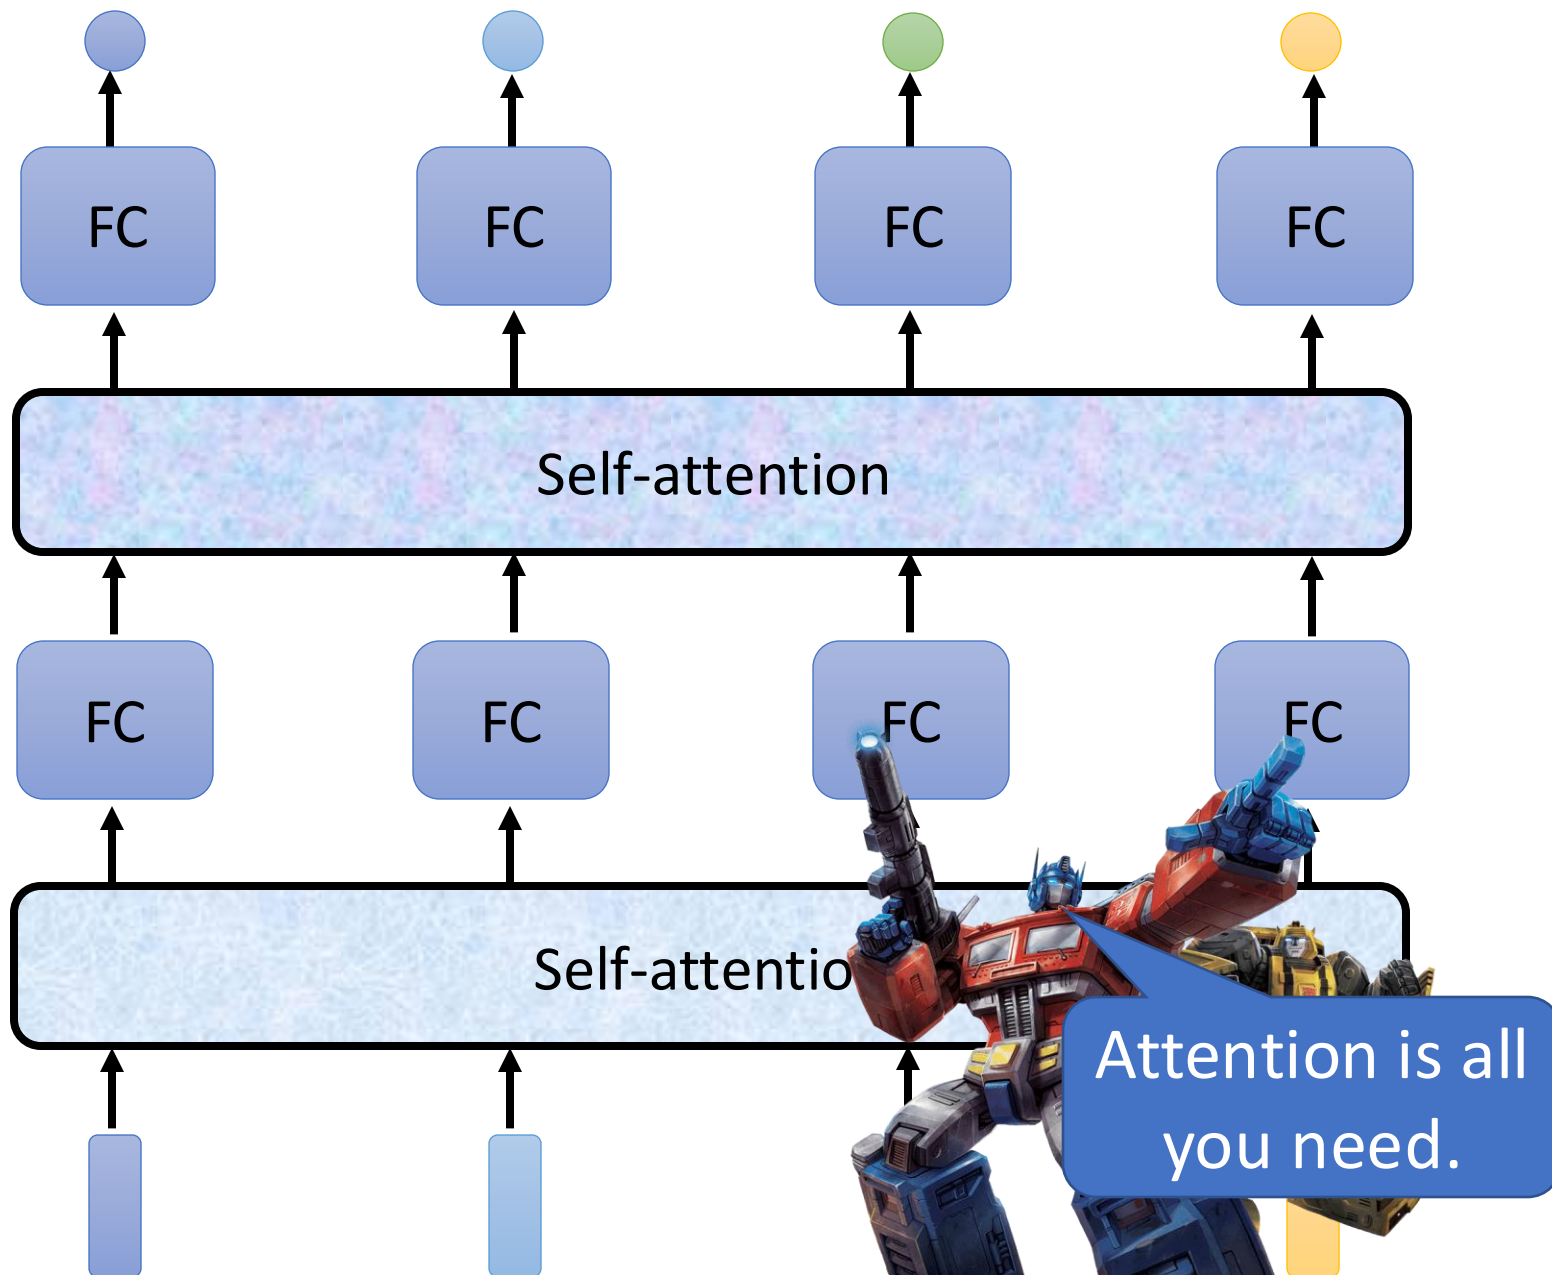 FC FC FC FC
Self-attention
FC FC FC FC
Self-attentio
Attention is all
you need.